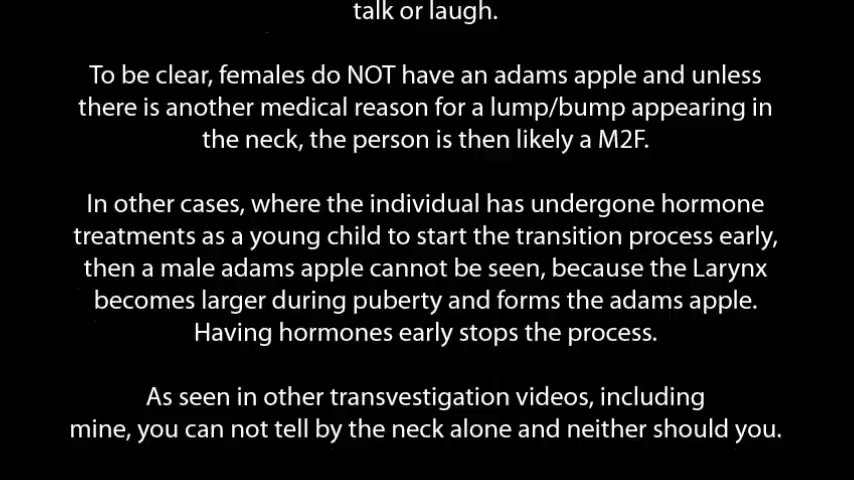 talk or laugh.
To be clear, females do NOT have an adams apple and unless
there is another medical reason for a lump/bump appearing in
the neck, the person is then likely a M2F.
In other cases, where the individual has undergone hormone
treatments as a young child to start the transition process early,
then a male adams apple cannot be seen, because the Larynx
becomes larger during puberty and forms the adams apple.
Having hormones early stops the process.
As seen in other transvestigation videos, including
mine, you can not tell by the neck alone and neither should you.